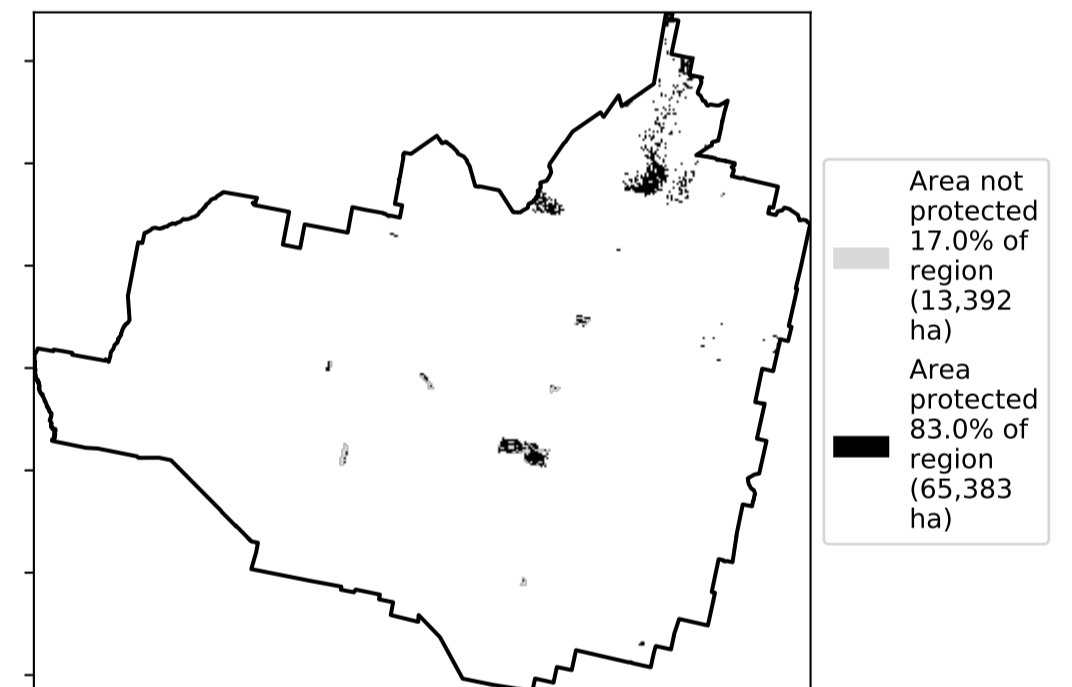 Area not
protected
17.0% of
region
(13,392
ha)
Area
protected
83.0% of
region
(65,383
ha)